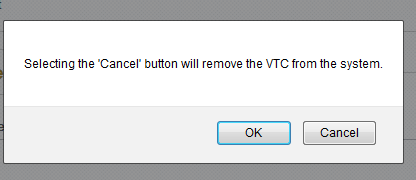 Selecting the 'Cancel' button will remove the VTC from the system.
OK
Cancel